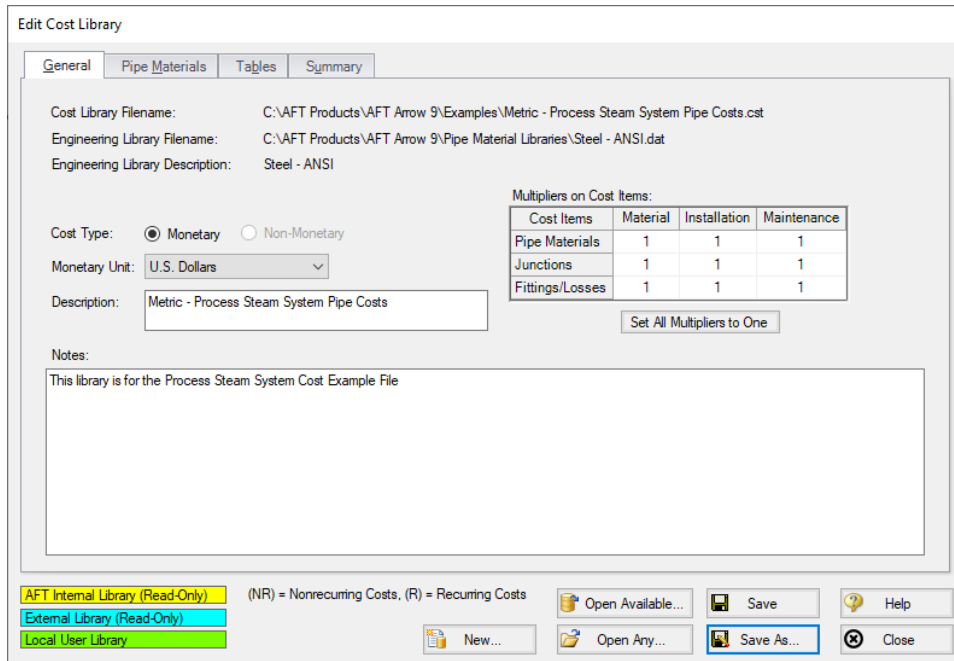 Edit Cost Library
General Pipe Materials Tables Summary
Cost Library Filename: C:\AFT Products\AFT Arrow 9\Examples\Metric - Process Steam System Pipe Costs.cst
Engineering Library Filename: C:\AFT Products\AFT Arrow 9\Pipe Material Libraries\Steel - ANSI.dat
Engineering Library Description: Steel - ANSI
Multipliers on Cost Items:
Cost Items Material Installation Maintenance
Pipe Materials 1 1 1
Junctions 1 1 1
Fittings/Losses 1 1 1
Set All Multipliers to One
Cost Type: Monetary Non-Monetary
Monetary Unit: U.S. Dollars
Description: Metric - Process Steam System Pipe Costs
Notes:
This library is for the Process Steam System Cost Example File
AFT Internal Library (Read-Only)
External Library (Read-Only)
Local User Library
(NR) = Nonrecurring Costs, (R) = Recurring Costs
Open Available... Save Help
New... Open Any... Save As... Close